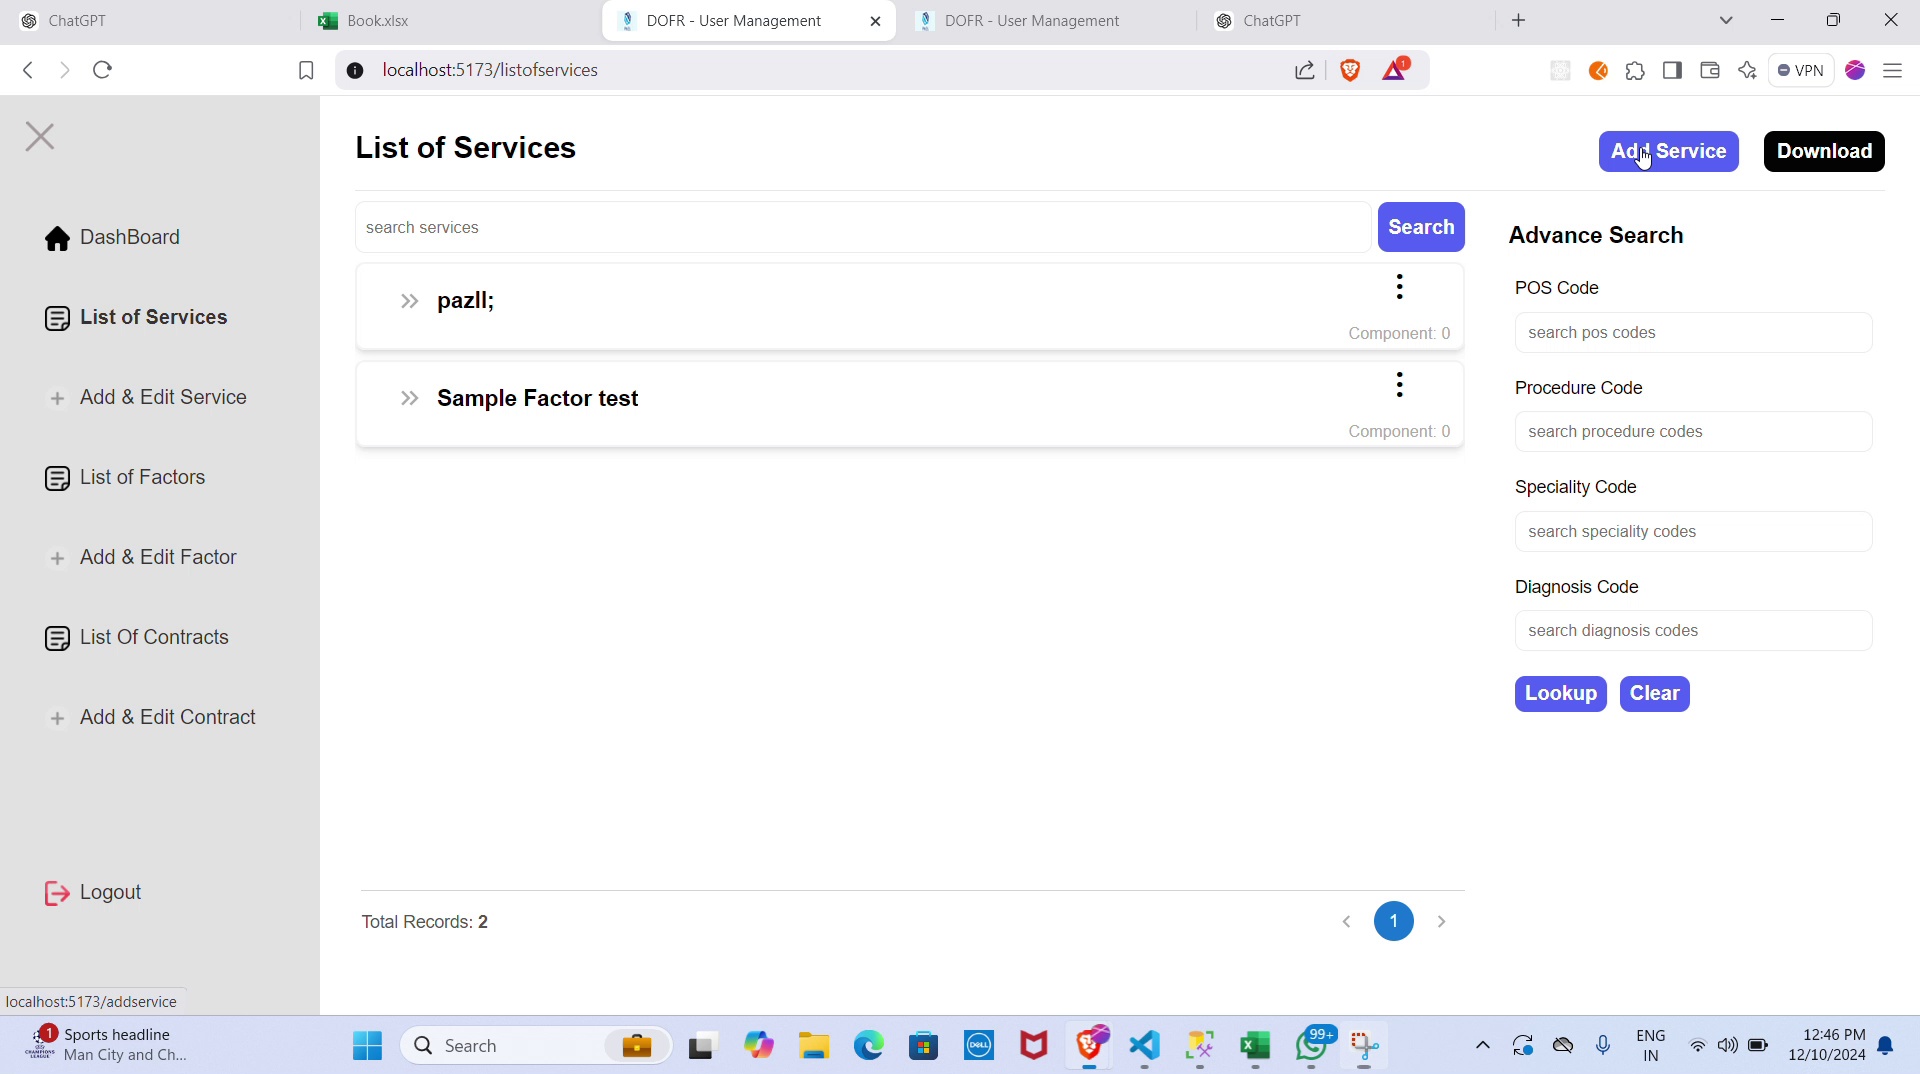 ChatGPT
Book.xlsx
DOFR - User Management
DOFR - User Management
ChatGPT
localhost:5173/listofservices
1
VPN
List of Services
Add Service
Download
search services
Search
Advance Search
DashBoard
List of Services
Add & Edit Service
List of Factors
Add & Edit Factor
List Of Contracts
Add & Edit Contract
Logout
pazll;
Component: 0
Sample Factor test
Component: 0
POS Code
search pos codes
Procedure Code
search procedure codes
Speciality Code
search speciality codes
Diagnosis Code
search diagnosis codes
Lookup
Clear
Total Records: 2
1
localhost:5173/addservice
1
Sports headline
Man City and Ch...
CHAMPIONS
LEAGUE
Search
DELL
99+
ENG
IN
12:46 PM
12/10/2024